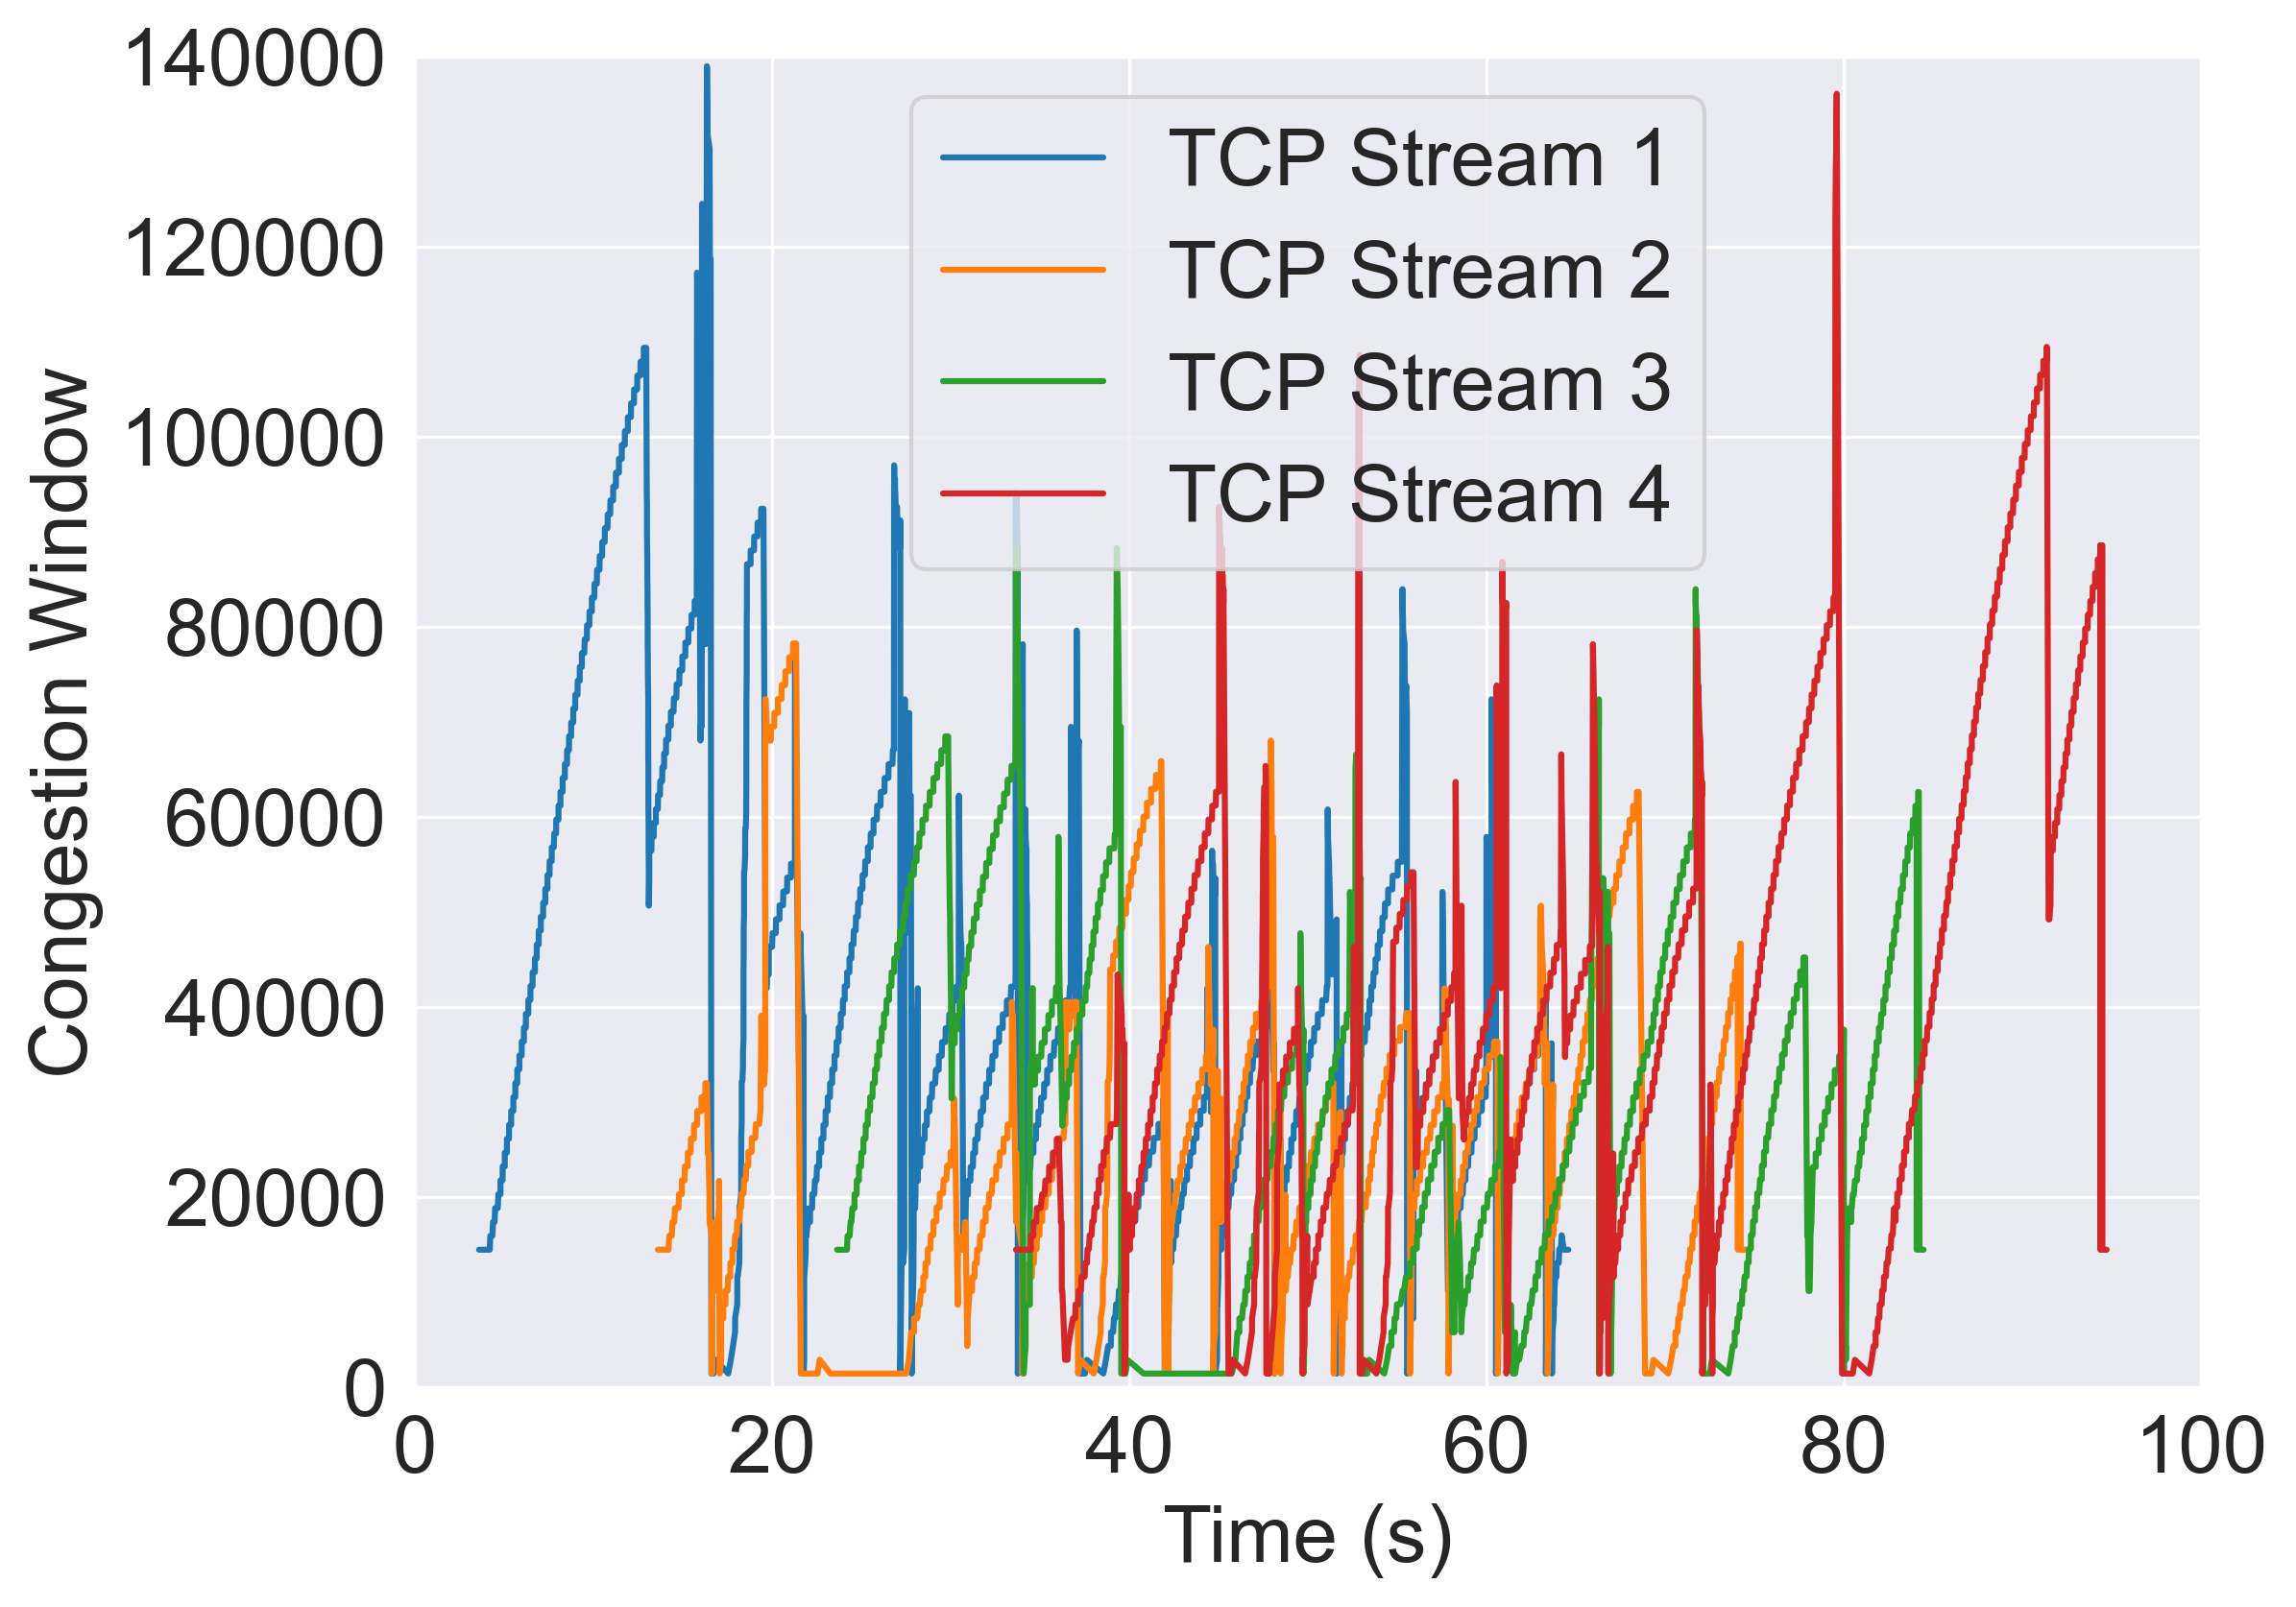 140000
120000
100000
80000
60000
40000
20000
0
Congestion Window
TCP Stream 1
TCP Stream 2
TCP Stream 3
TCP Stream 4
0 20 40 60 80 100
Time (s)